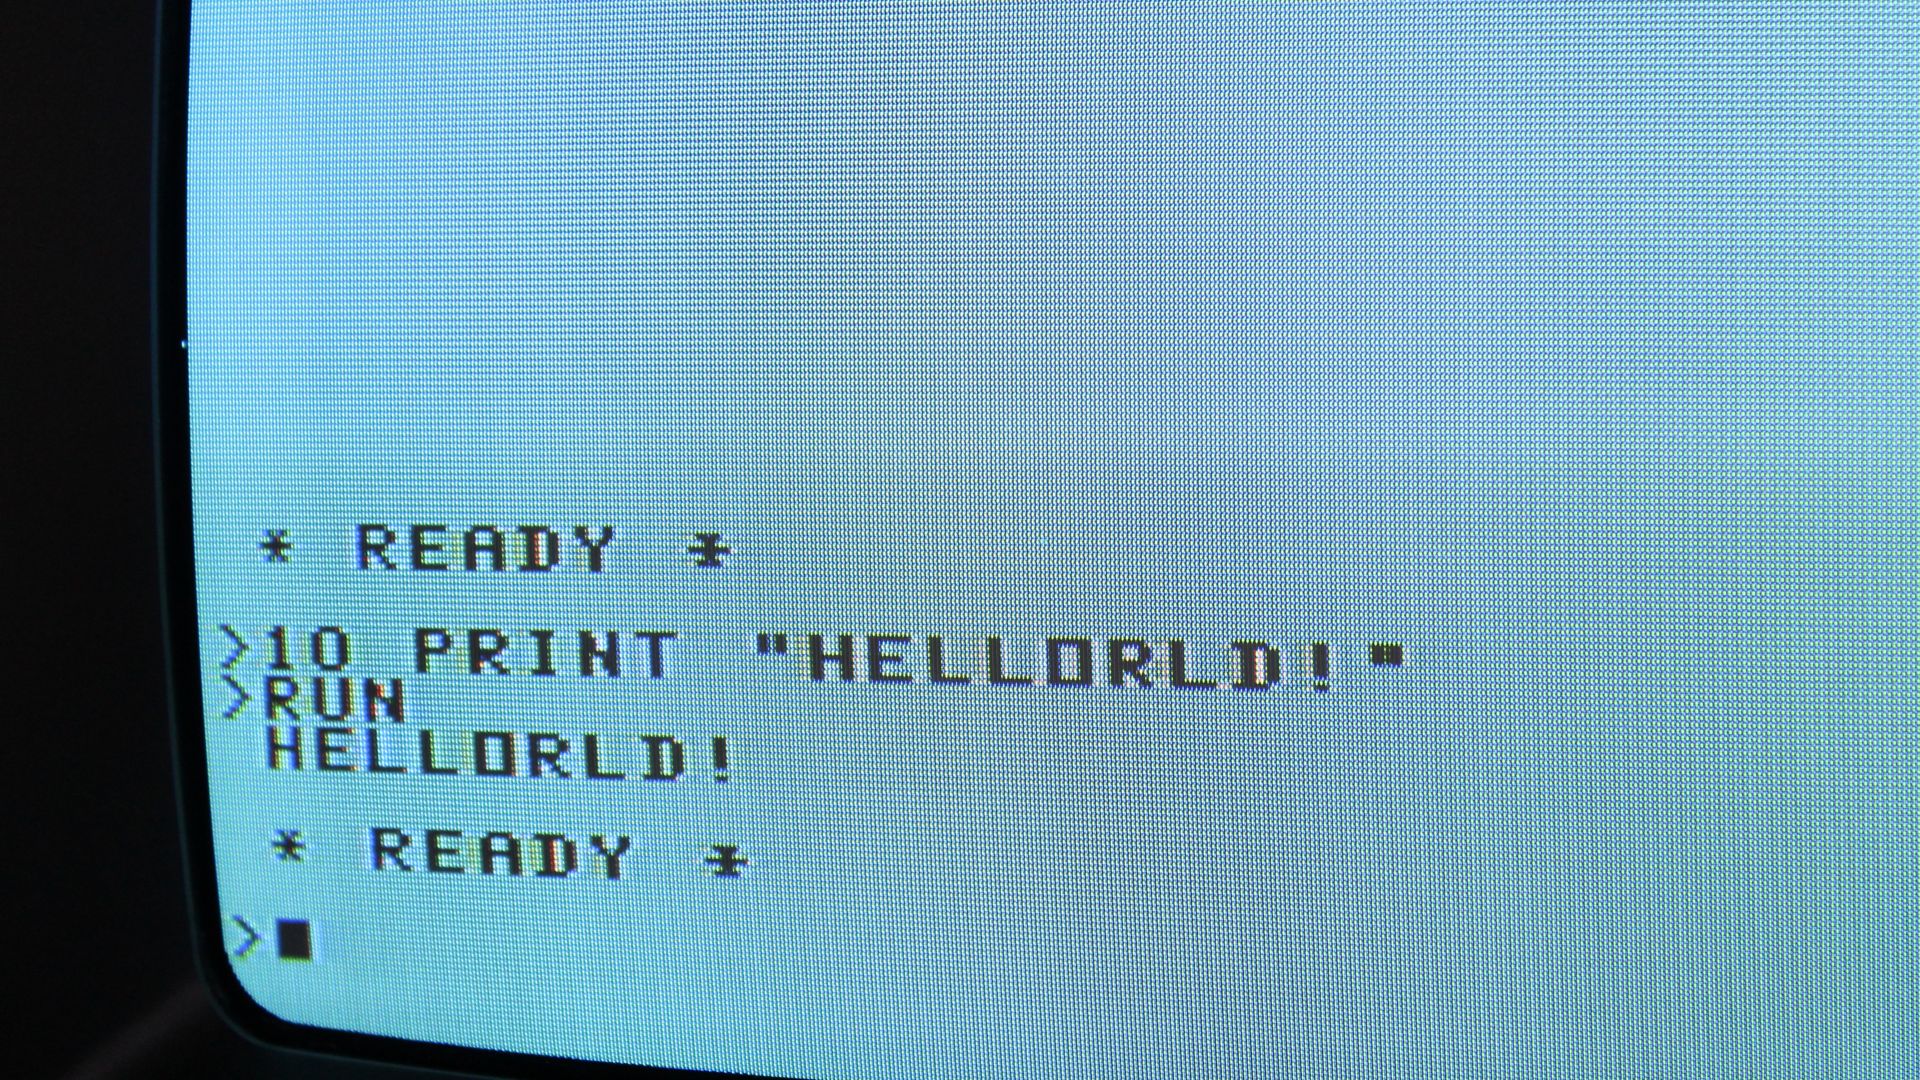 * READY *
>10 PRINT "HELLORLD!"
>RUN
HELLORLD!
* READY *
>